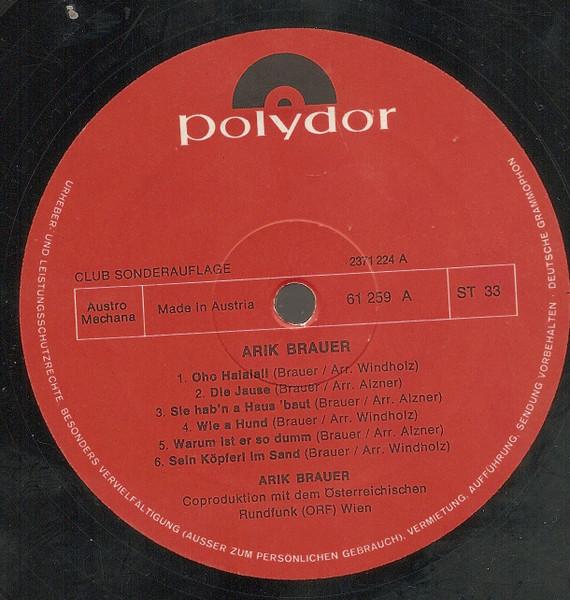 polydor
CLUB SONDERAUFLAGE
2371 224 A
Austro
Mechana
Made in Austria
61 259 A
ST 33
ARIK BRAUER
1. Oho Halalali (Brauer / Arr. Windholz)
2. Die Jause (Brauer / Arr. Alzner)
3. Sie hab'n a Haus 'baut (Brauer / Arr. Alzner)
4. Wie a Hund (Brauer / Arr. Windholz)
5. Warum ist er so dumm (Brauer / Arr. Alzner)
6. Sein Köpferl im Sand (Brauer / Arr. Windholz)
ARIK BRAUER
Coproduktion mit dem Österreichischen
Rundfunk (ORF) Wien
URHEBER- UND LEISTUNGSSCHUTZRECHTE. BESONDERS VERVIELFÄLTIGUNG (AUSSER ZUM PERSÖNLICHEN GEBRAUCH), VERMIETUNG, AUFFÜHRUNG, SENDUNG VORBEHALTEN · DEUTSCHE GRAMMOPHON